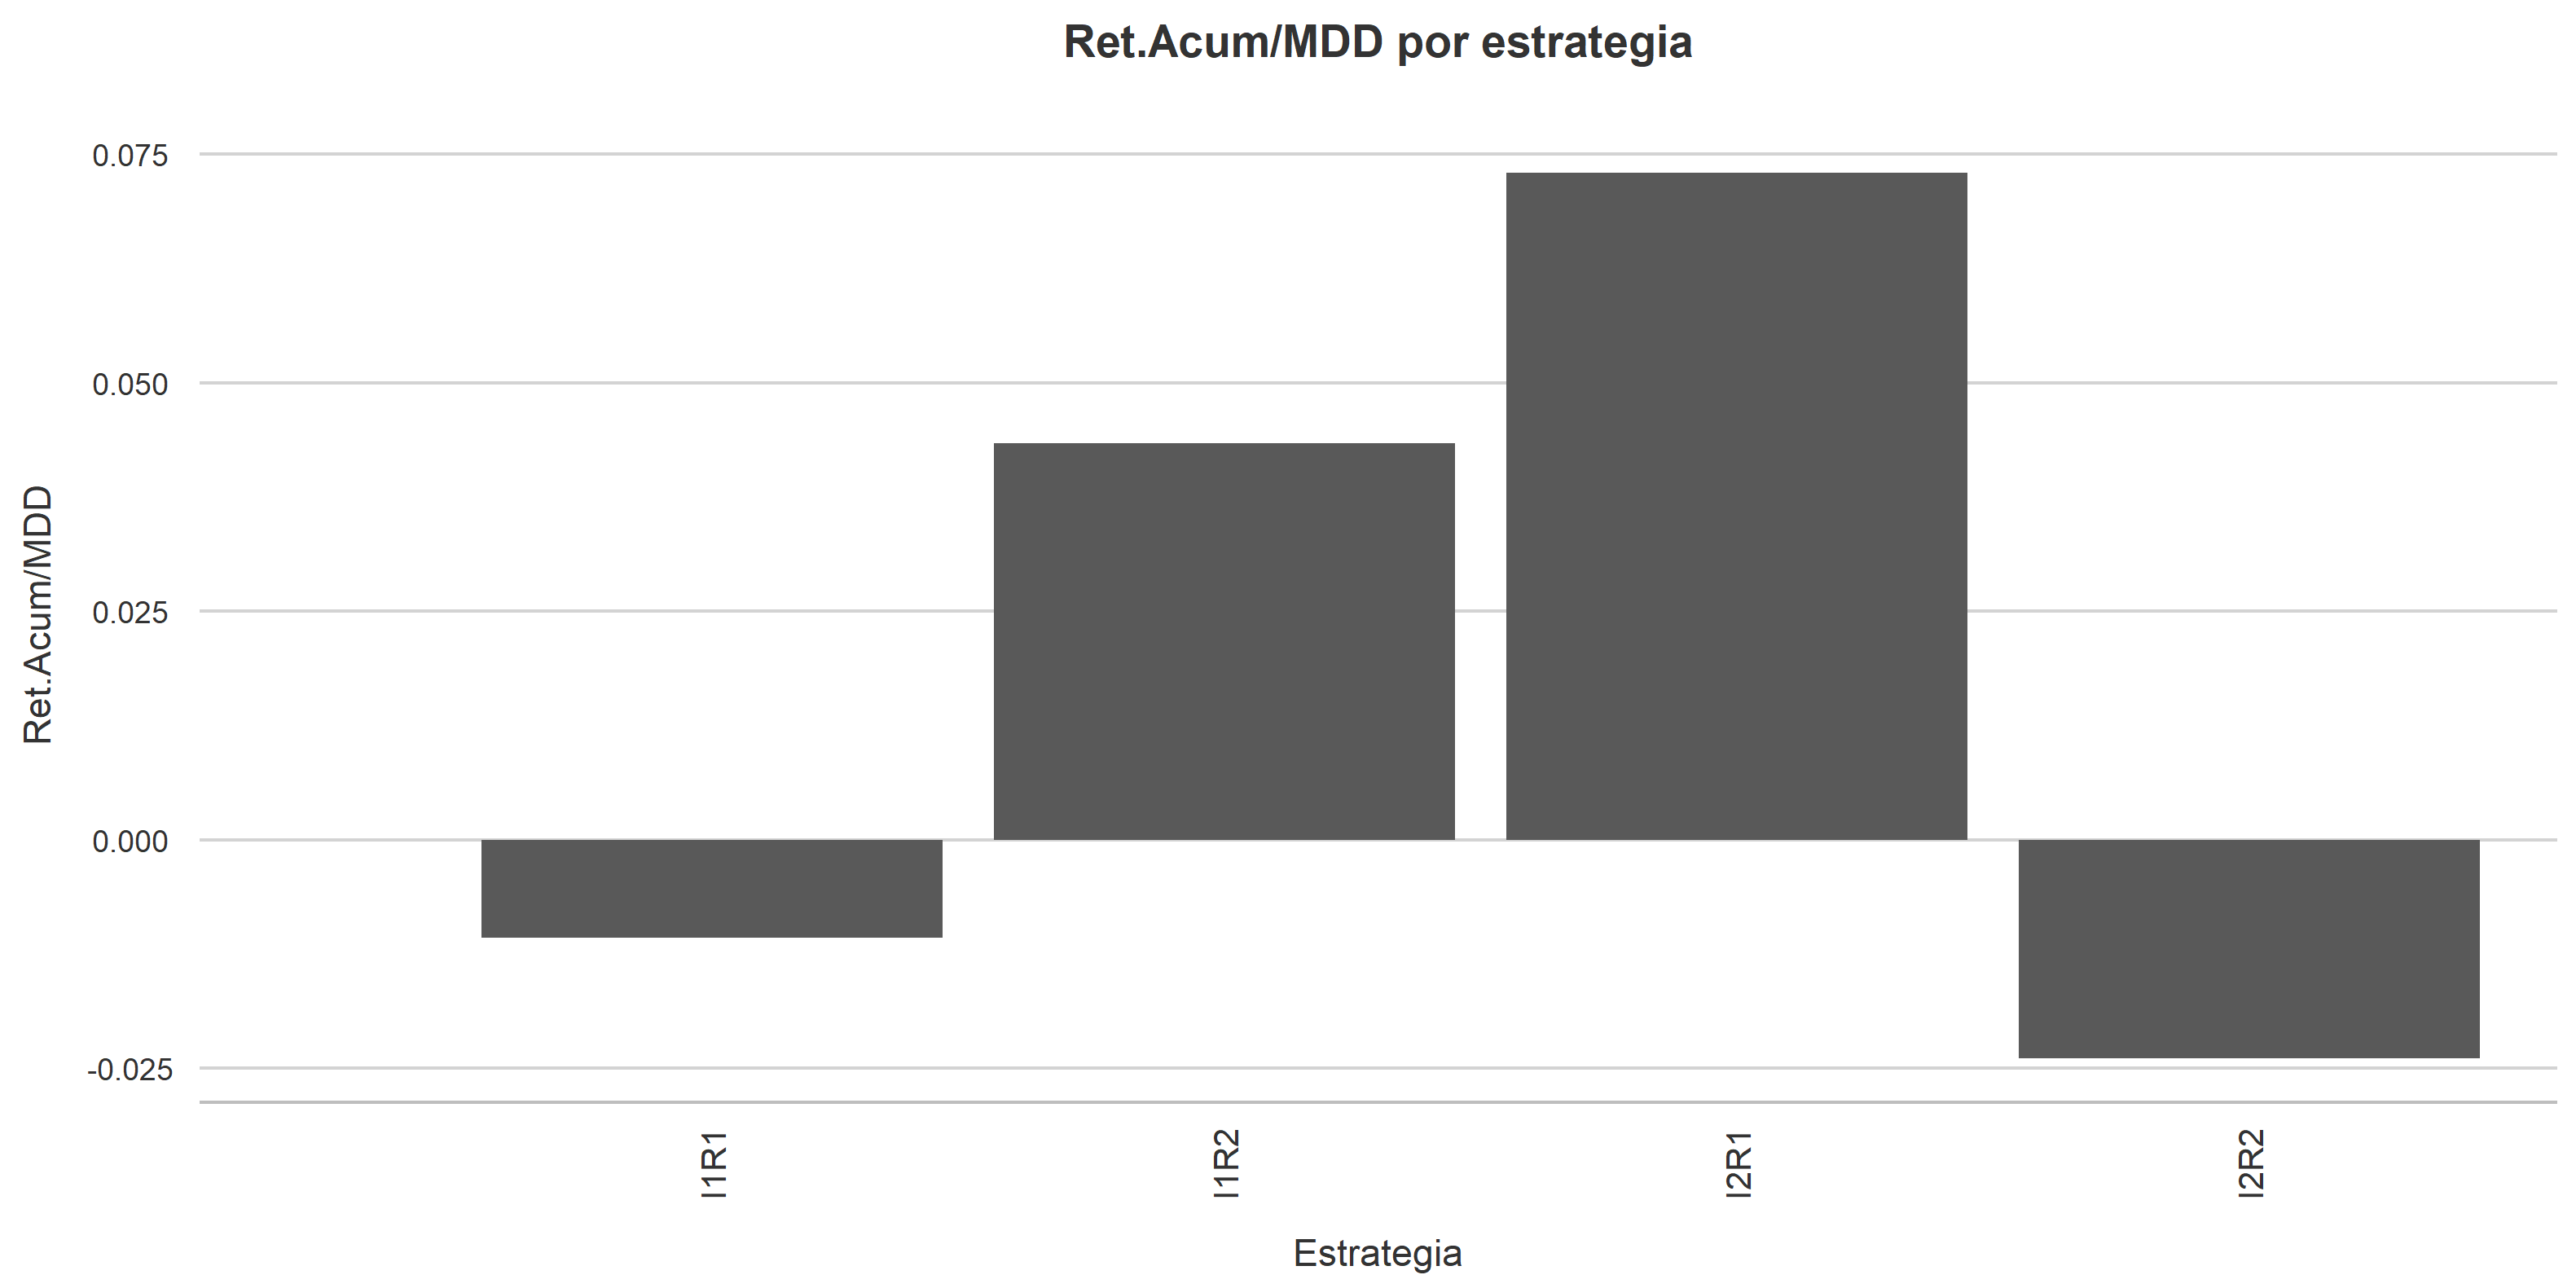 Ret.Acum/MDD por estrategia
Ret.Acum/MDD
0.075
0.050
0.025
0.000
-0.025
I1R1
I1R2
I2R1
I2R2
Estrategia